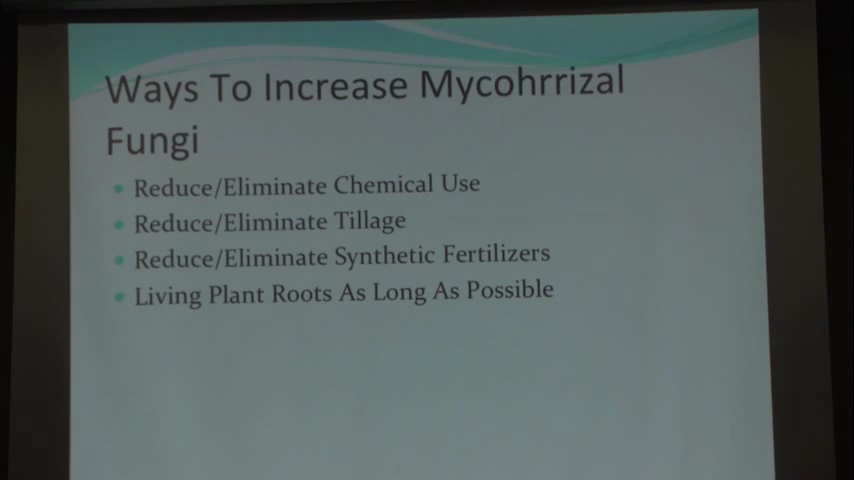 Ways To Increase Mycohrrizal
Fungi
Reduce/Eliminate Chemical Use
Reduce/Eliminate Tillage
Reduce/Eliminate Synthetic Fertilizers
Living Plant Roots As Long As Possible